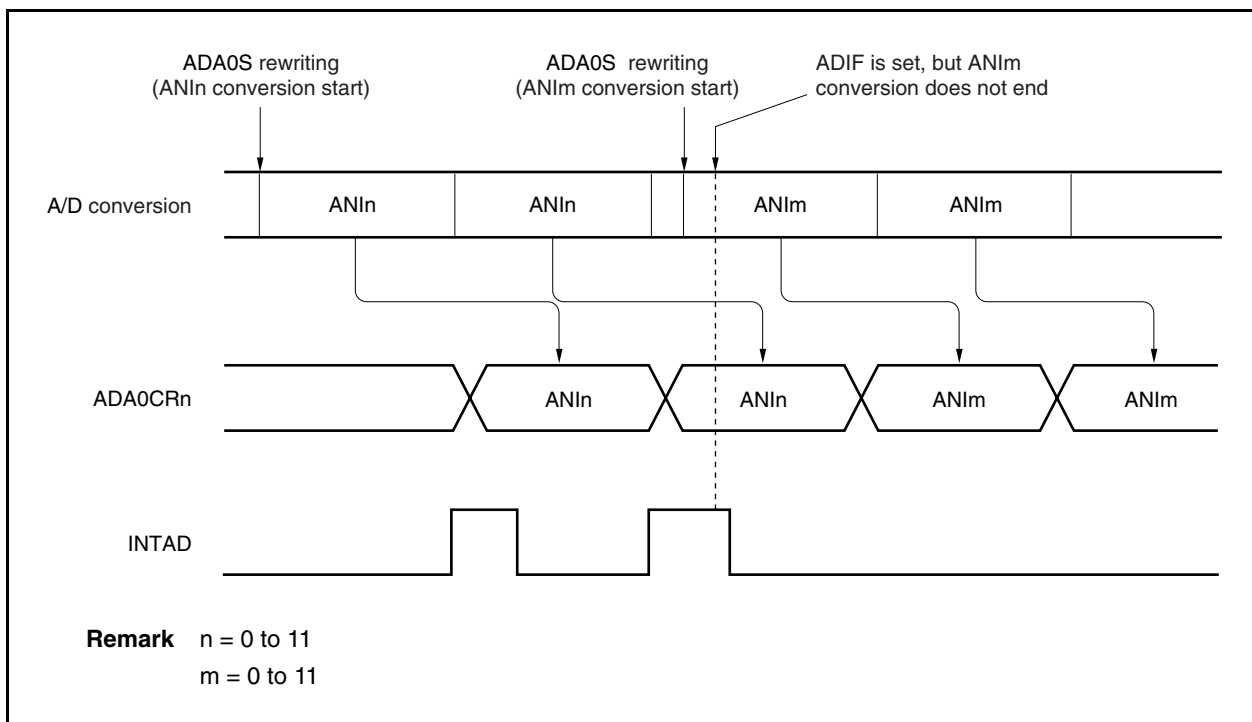 ADA0S rewriting
(ANIn conversion start)
ADA0S rewriting
(ANIm conversion start)
ADIF is set, but ANIm
conversion does not end
A/D conversion
ANIn
ANIn
ANIm
ANIm
ADA0CRn
ANIn
ANIn
ANIm
ANIm
INTAD
Remark n = 0 to 11
m = 0 to 11